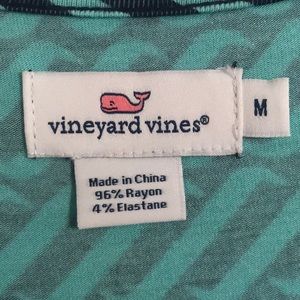 vineyard vines®
M
Made in China
96% Rayon
4% Elastane